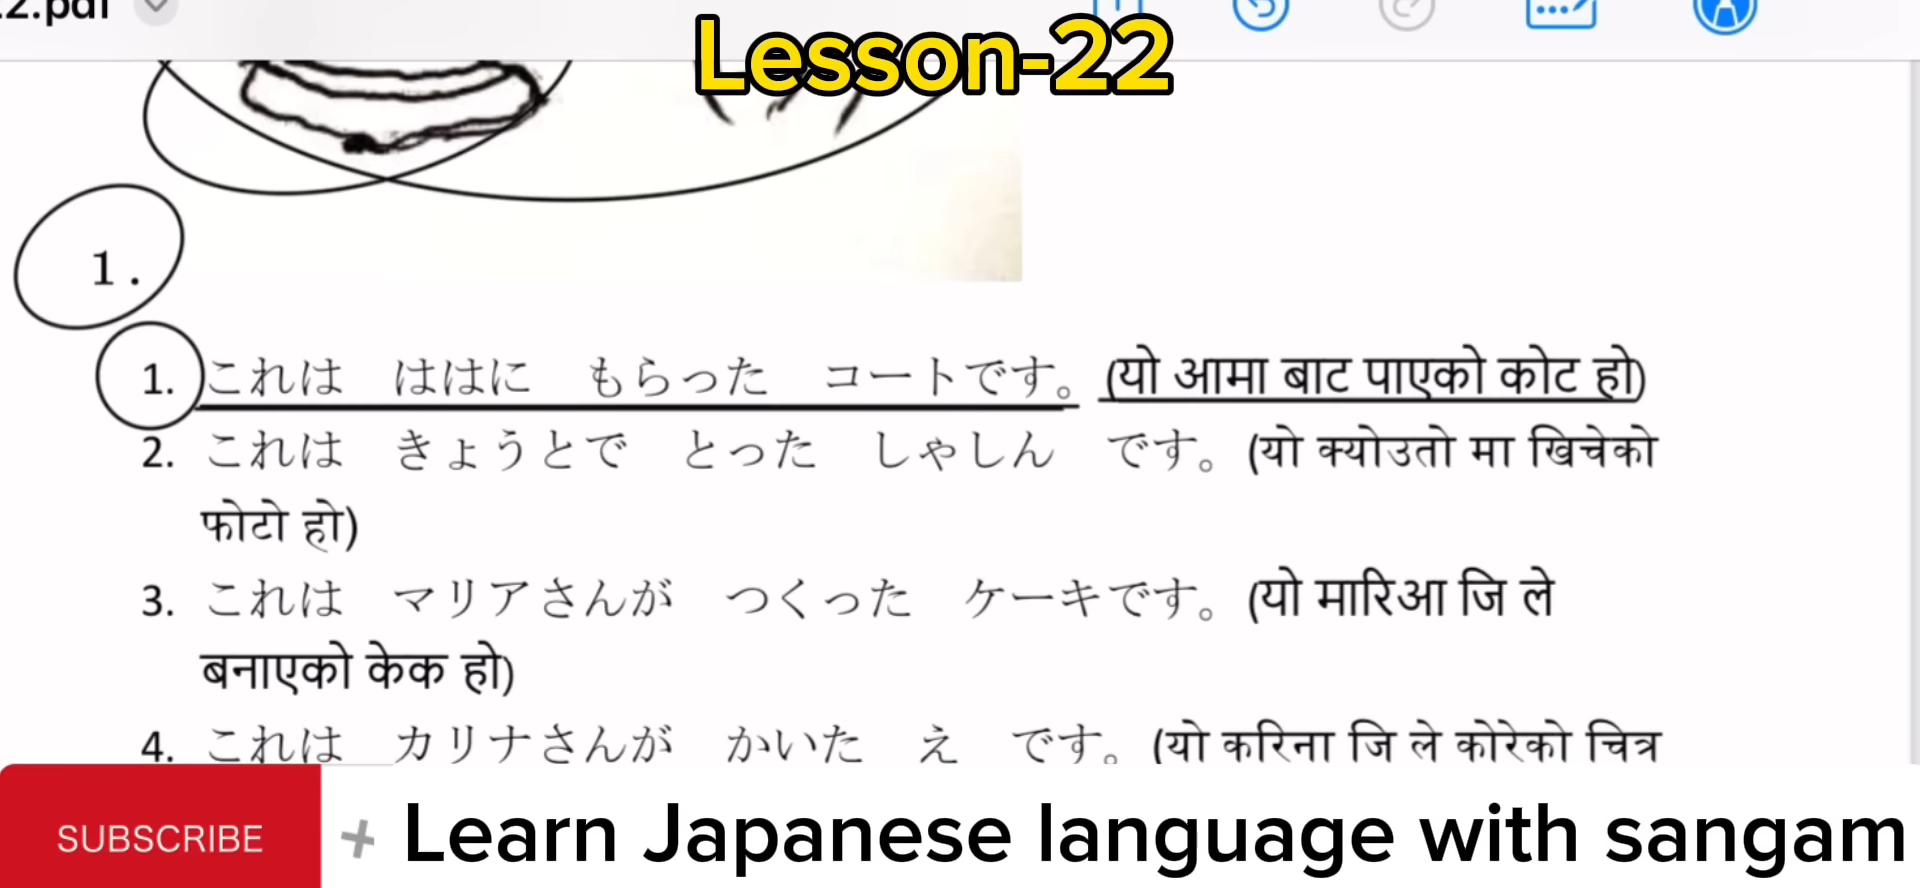 2.pdf
Lesson-22
1.
1. これは ははに もらった コートです。 (यो आमा बाट पाएको कोट हो)
2. これは きょうとで とった しゃしん です。 (यो क्योउतो मा खिचेको
फोटो हो)
3. これは マリアさんが つくった ケーキです。 (यो मारिआ जि ले
बनाएको केक हो)
4. これは カリナさんが かいた え です。 (यो करिना जि ले कोरेको चित्र
SUBSCRIBE + Learn Japanese language with sangam